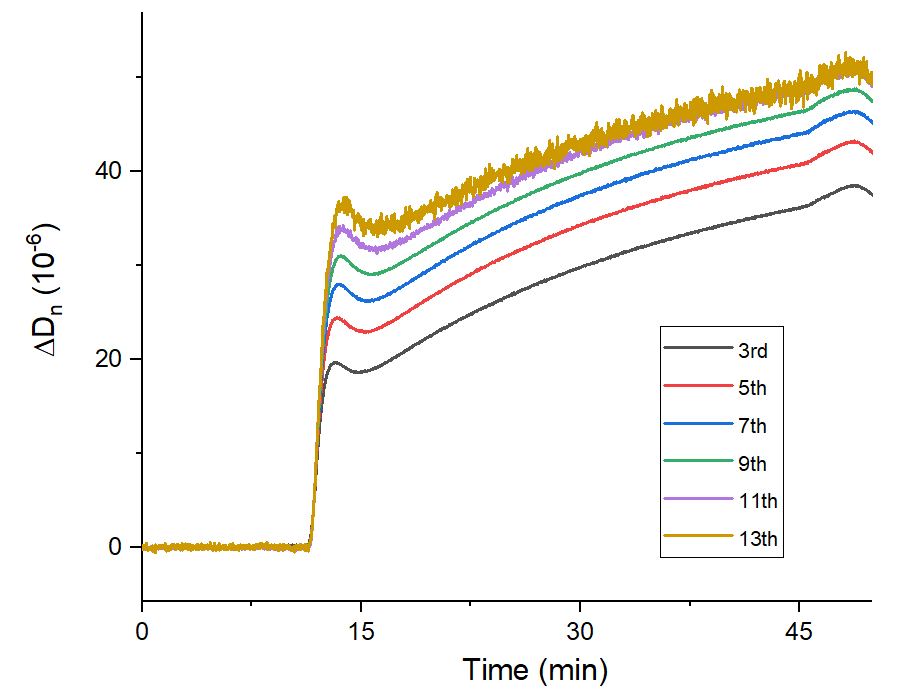 40
20
0
ΔDn (10-6)
0
15
30
45
Time (min)
3rd
5th
7th
9th
11th
13th